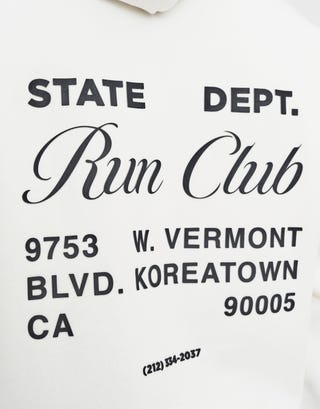 STATE DEPT.
Run Club
9753 W. VERMONT
BLVD. KOREATOWN
CA 90005
(212) 334-2037